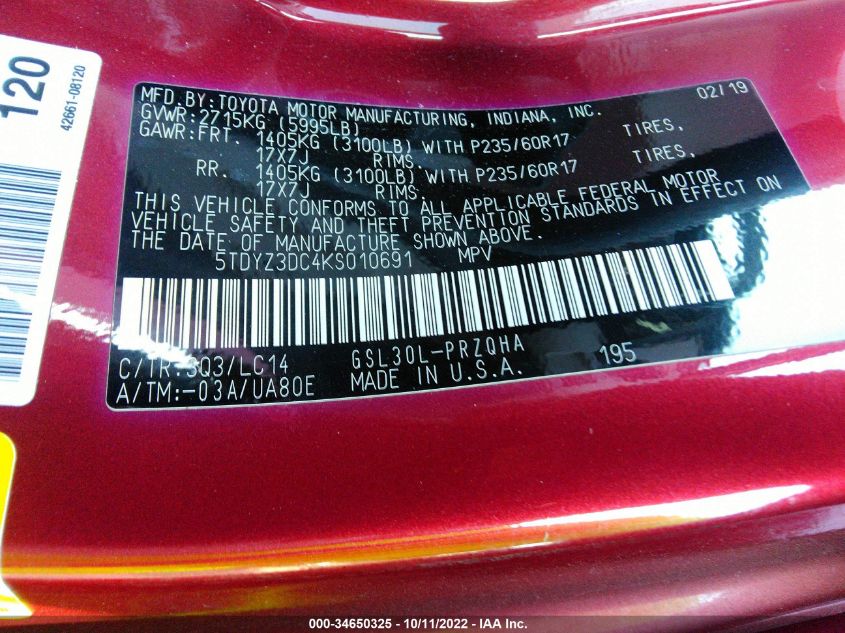 120
42661-08120
MFD.BY:TOYOTA MOTOR MANUFACTURING, INDIANA, INC. 02/19
GVWR:2715KG (5995LB)
GAWR:FRT. 1405KG (3100LB) WITH P235/60R17 TIRES,
17X7J RIMS.
RR. 1405KG (3100LB) WITH P235/60R17 TIRES,
17X7J RIMS.
THIS VEHICLE CONFORMS TO ALL APPLICABLE FEDERAL MOTOR
VEHICLE SAFETY AND THEFT PREVENTION STANDARDS IN EFFECT ON
THE DATE OF MANUFACTURE SHOWN ABOVE.
5TDYZ3DC4KS010691 MPV
C/TR:3Q3/LC14 GSL30L-PRZQHA 195
A/TM:-03A/UA80E MADE IN U.S.A.
000-34650325 - 10/11/2022 - IAA Inc.